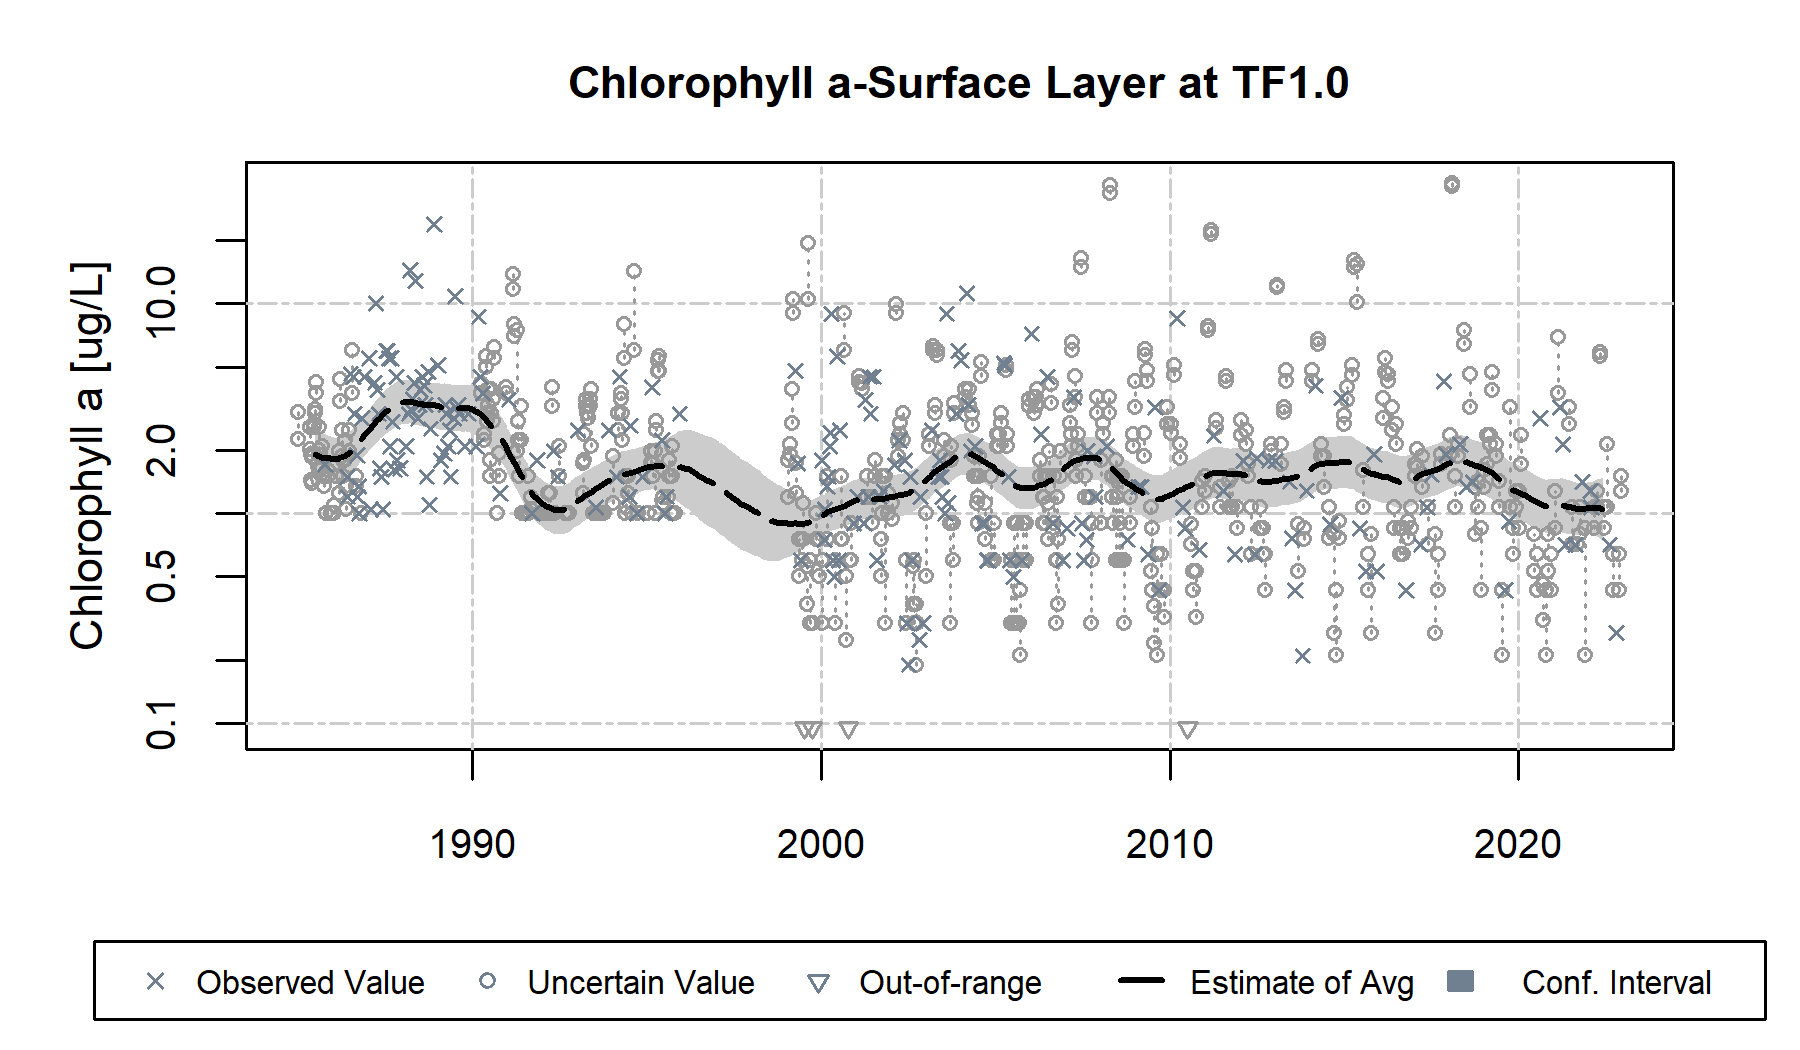 Chlorophyll a-Surface Layer at TF1.0
Chlorophyll a [ug/L]
10.0
2.0
0.5
0.1
1990 2000 2010 2020
Observed Value Uncertain Value Out-of-range Estimate of Avg Conf. Interval